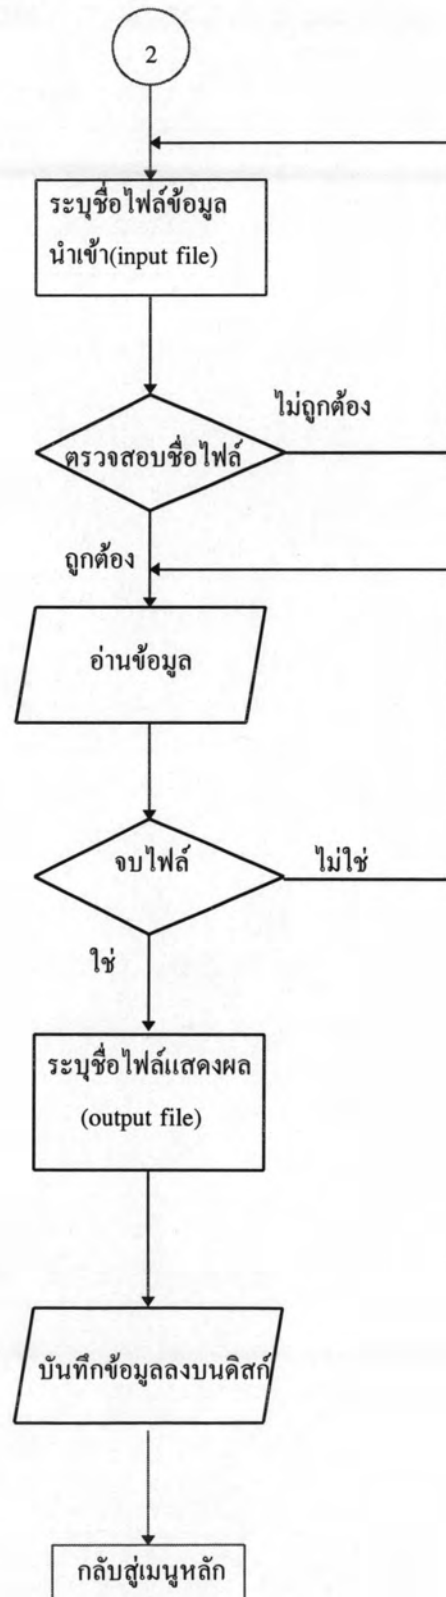 2
ระบุชื่อไฟล์ข้อมูล
นำเข้า(input file)
ไม่ถูกต้อง
ตรวจสอบชื่อไฟล์
ถูกต้อง
อ่านข้อมูล
จบไฟล์
ไม่ใช่
ใช่
ระบุชื่อไฟล์แสดงผล
(output file)
บันทึกข้อมูลลงบนดิสก์
กลับสู่เมนูหลัก